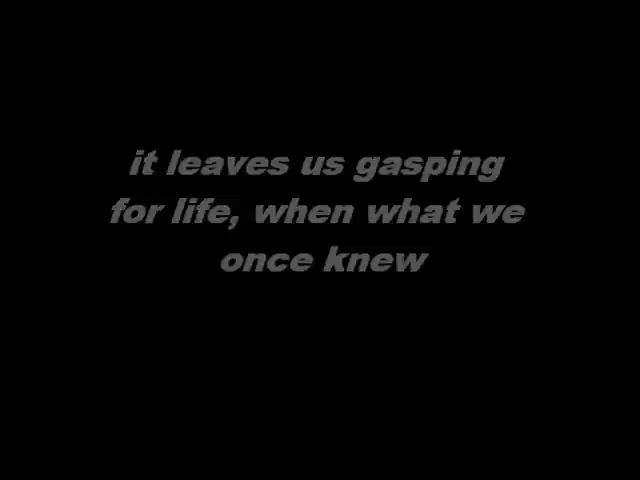 it leaves us gasping
for life, when what we
once knew